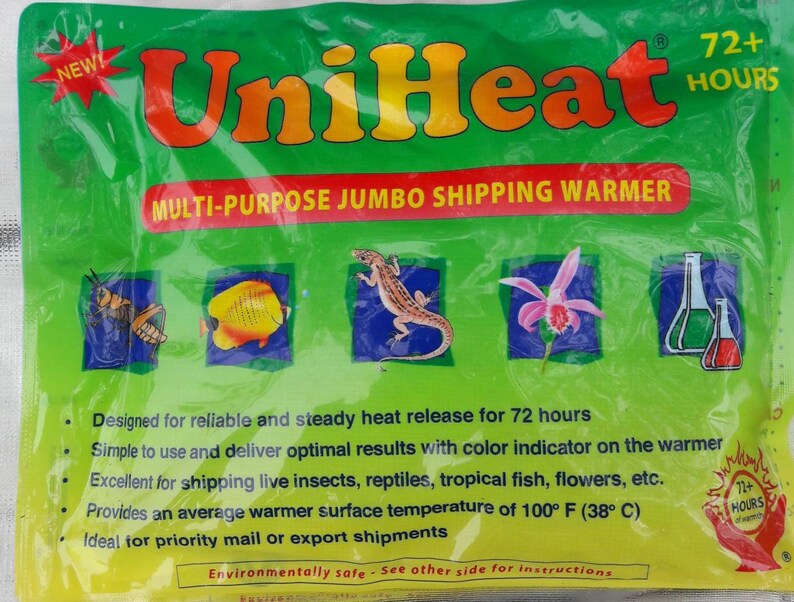 NEW!
UniHeat®
72+
HOURS
MULTI-PURPOSE JUMBO SHIPPING WARMER
• Designed for reliable and steady heat release for 72 hours
• Simple to use and deliver optimal results with color indicator on the warmer
• Excellent for shipping live insects, reptiles, tropical fish, flowers, etc.
• Provides an average warmer surface temperature of 100° F (38° C)
• Ideal for priority mail or export shipments
72+
HOURS
of warmth
®
Environmentally safe - See other side for instructions